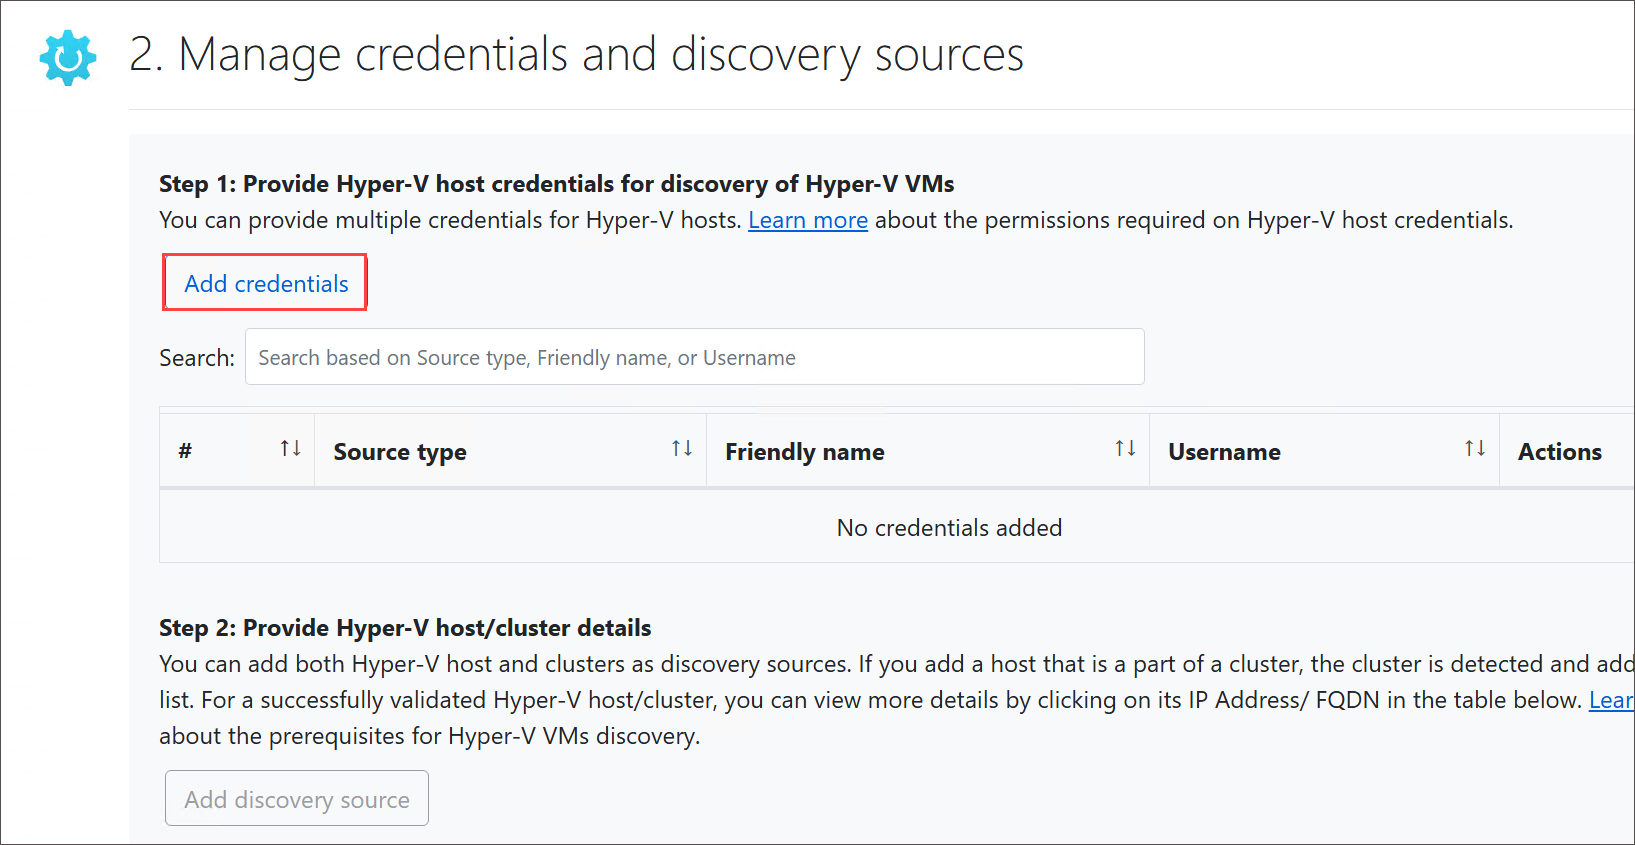 2. Manage credentials and discovery sources
Step 1: Provide Hyper-V host credentials for discovery of Hyper-V VMs
You can provide multiple credentials for Hyper-V hosts. Learn more about the permissions required on Hyper-V host credentials.
Add credentials
Search: Search based on Source type, Friendly name, or Username
# ↑↓ Source type ↑↓ Friendly name ↑↓ Username ↑↓ Actions
No credentials added
Step 2: Provide Hyper-V host/cluster details
You can add both Hyper-V host and clusters as discovery sources. If you add a host that is a part of a cluster, the cluster is detected and add
list. For a successfully validated Hyper-V host/cluster, you can view more details by clicking on its IP Address/ FQDN in the table below. Lear
about the prerequisites for Hyper-V VMs discovery.
Add discovery source